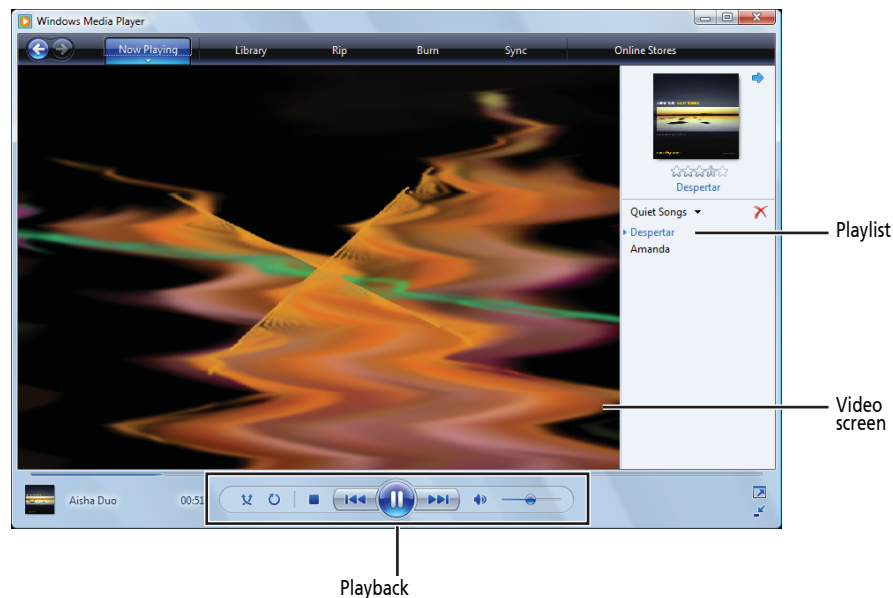 Windows Media Player
Now Playing
Library
Rip
Burn
Sync
Online Stores
Despertar
Quiet Songs
Despertar
Amanda
Playlist
Video
screen
Aisha Duo
00:51
Playback